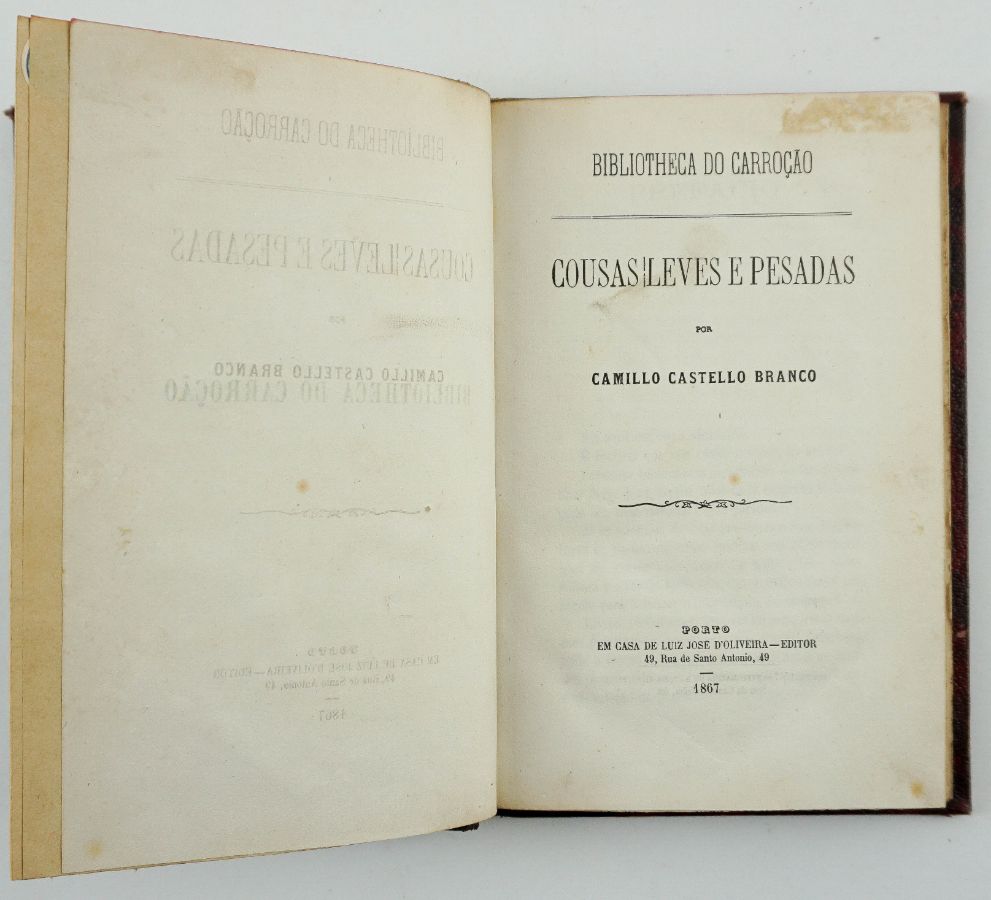 BIBLIOTHECA DO CARROÇÃO
COUSAS LEVES E PESADAS
POR
CAMILLO CASTELLO BRANCO
PORTO
EM CASA DE LUIZ JOSÉ D'OLIVEIRA—EDITOR
49, Rua de Santo Antonio, 49
1867